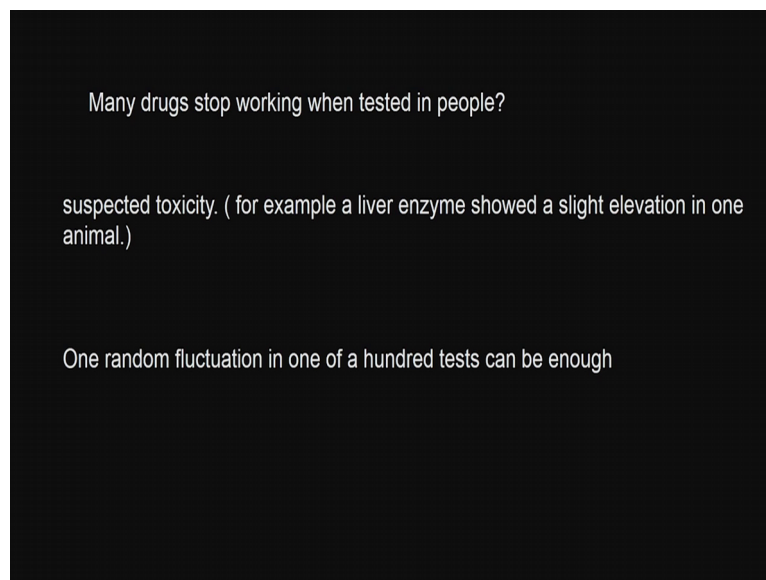 Many drugs stop working when tested in people?
suspected toxicity. ( for example a liver enzyme showed a slight elevation in one
animal.)
One random fluctuation in one of a hundred tests can be enough